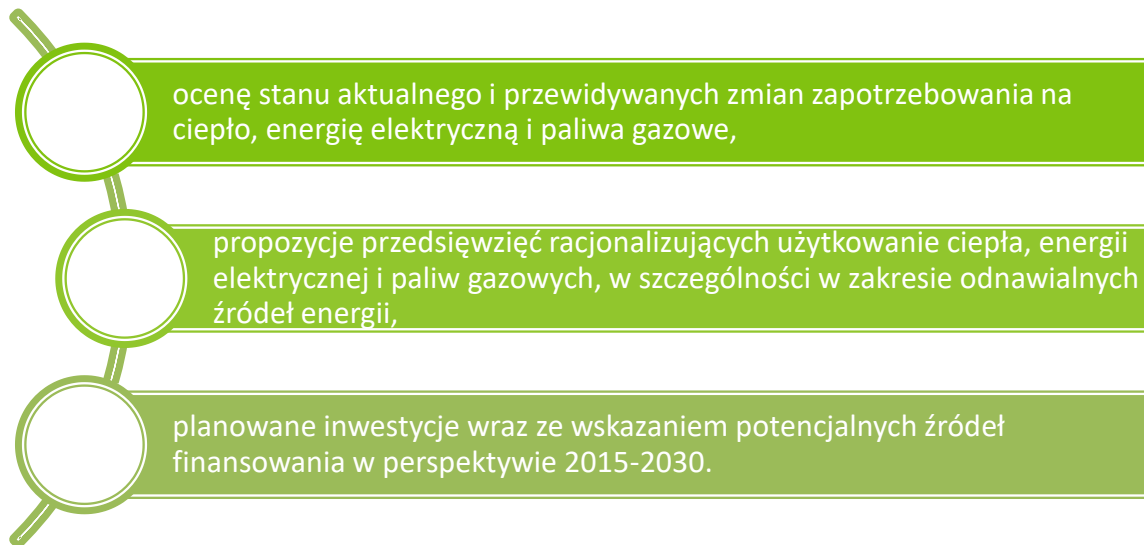 ocenę stanu aktualnego i przewidywanych zmian zapotrzebowania na
ciepło, energię elektryczną i paliwa gazowe,
propozycje przedsięwzięć racjonalizujących użytkowanie ciepła, energii
elektrycznej i paliw gazowych, w szczególności w zakresie odnawialnych
źródeł energii,
planowane inwestycje wraz ze wskazaniem potencjalnych źródeł
finansowania w perspektywie 2015-2030.